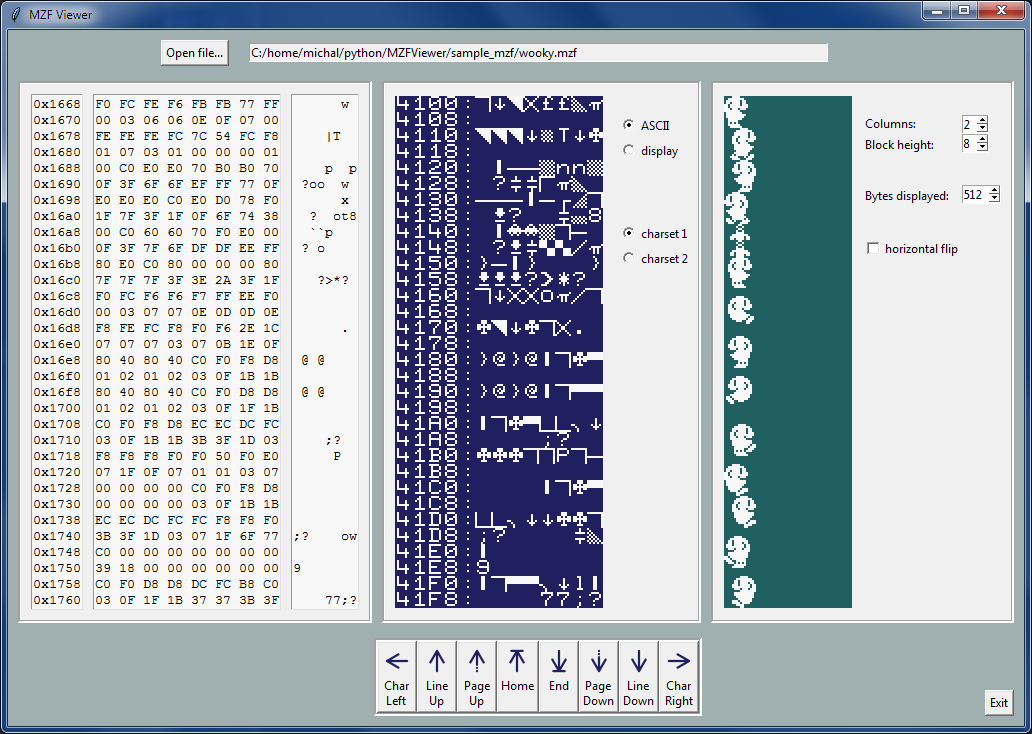 MZF Viewer
Open file... C:/home/michal/python/MZFViewer/sample_mzf/wooky.mzf
0x1668 F0 FC FE F6 FB FB 77 FF w
0x1670 00 03 06 06 0E 0F 07 00
0x1678 FE FE FE FC 7C 54 FC F8 |T
0x1680 01 07 03 01 00 00 00 01
0x1688 00 C0 E0 E0 70 B0 B0 70 p p
0x1690 0F 3F 6F 6F EF FF 77 0F ?oo w
0x1698 E0 E0 E0 C0 E0 D0 78 F0 x
0x16a0 1F 7F 3F 1F 0F 6F 74 38 ? ot8
0x16a8 00 C0 60 60 70 F0 E0 00 ``p
0x16b0 0F 3F 7F 6F DF DF EE FF ? o
0x16b8 80 E0 C0 80 00 00 00 80
0x16c0 7F 7F 7F 3F 3E 2A 3F 1F ?>*?
0x16c8 F0 FC F6 F6 F7 FF EE F0
0x16d0 00 03 07 07 0E 0D 0D 0E
0x16d8 F8 FE FC F8 F0 F6 2E 1C .
0x16e0 07 07 07 03 07 0B 1E 0F
0x16e8 80 40 80 40 C0 F0 F8 D8 @ @
0x16f0 01 02 01 02 03 0F 1B 1B
0x16f8 80 40 80 40 C0 F0 D8 D8 @ @
0x1700 01 02 01 02 03 0F 1F 1B
0x1708 C0 F0 F8 D8 EC EC DC FC
0x1710 03 0F 1B 1B 3B 3F 1D 03 ;?
0x1718 F8 F8 F8 F0 F0 50 F0 E0 P
0x1720 07 1F 0F 07 01 01 03 07
0x1728 00 00 00 00 C0 F0 F8 D8
0x1730 00 00 00 00 03 0F 1B 1B
0x1738 EC EC DC FC FC F8 F8 F0
0x1740 3B 3F 1D 03 07 1F 6F 77 ;? ow
0x1748 C0 00 00 00 00 00 00 00
0x1750 39 18 00 00 00 00 00 00 9
0x1758 C0 F0 D8 D8 DC FC B8 C0
0x1760 03 0F 1F 1B 37 37 3B 3F 77;?
4100:
4108:
4110:
4118:
4120:
4128:
4130:
4138:
4140:
4148:
4150:
4158:
4160:
4168:
4170:
4178:
4180:
4188:
4190:
4198:
41A0:
41A8:
41B0:
41B8:
41C0:
41C8:
41D0:
41D8:
41E0:
41E8:9
41F0:
41F8: 77;?
ASCII
display
charset 1
charset 2
Columns: 2
Block height: 8
Bytes displayed: 512
horizontal flip
Char Left
Line Up
Page Up
Home
End
Page Down
Line Down
Char Right
Exit